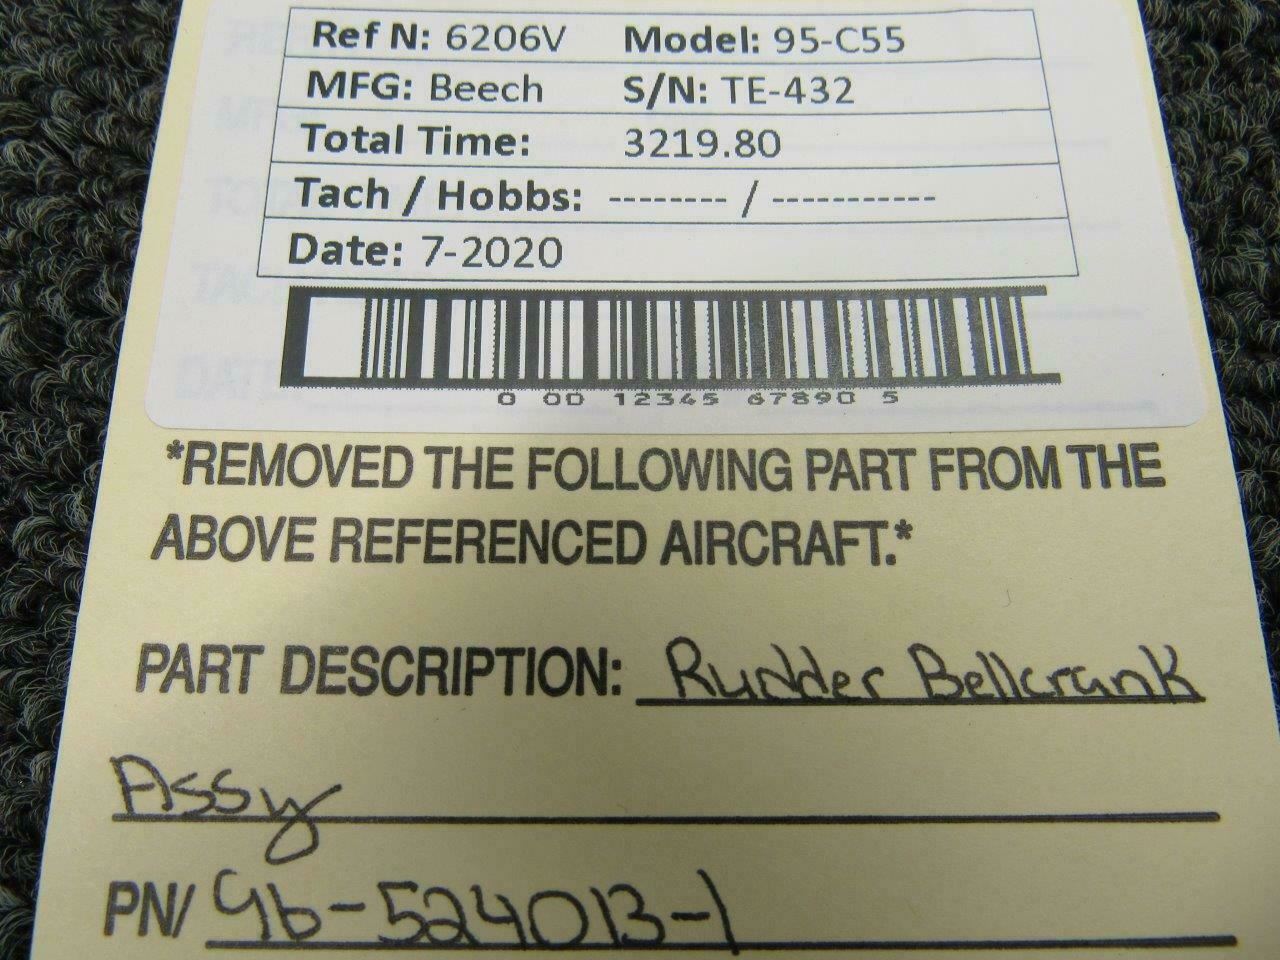 Ref N: 6206V Model: 95-C55
MFG: Beech S/N: TE-432
Total Time: 3219.80
Tach / Hobbs: -------- / -----------
Date: 7-2020
0 00 12345 67890 5
*REMOVED THE FOLLOWING PART FROM THE
ABOVE REFERENCED AIRCRAFT.*
PART DESCRIPTION: Rudder Bellcrank
Assy
PN/ 96-524013-1